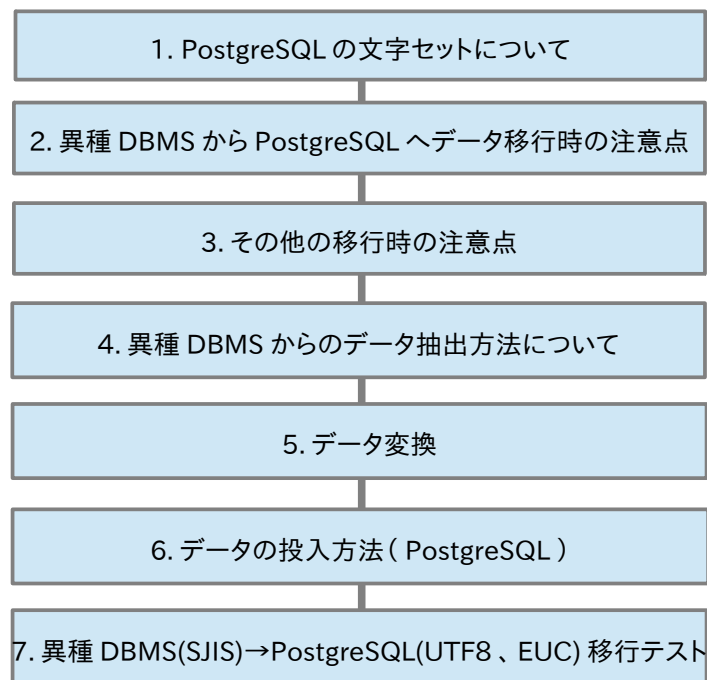 1. PostgreSQL の文字セットについて
2. 異種 DBMS から PostgreSQL へデータ移行時の注意点
3. その他の移行時の注意点
4. 異種 DBMS からのデータ抽出方法について
5. データ変換
6. データの投入方法( PostgreSQL )
7. 異種 DBMS(SJIS)→PostgreSQL(UTF8 、 EUC) 移行テスト